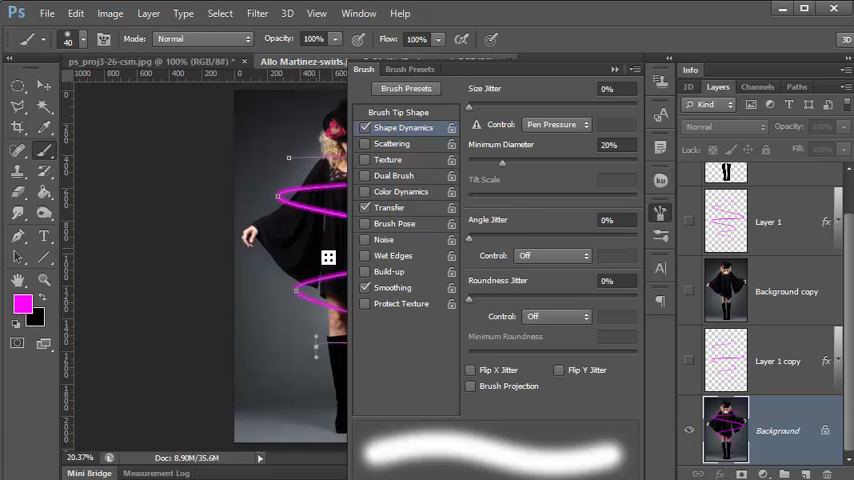 Ps File Edit Image Layer Type Select Filter 3D View Window Help
40 Mode: Normal Opacity: 100% Flow: 100% 3D
ps_proj3-26-csm.jpg @ 100% (RGB/8#) * × Allo Martinez-swirls.
Info
3D Layers Channels Paths
Kind
Normal Opacity: 100%
Lock: Fill: 100%
1000 800 600 400 200 0 200 400
Brush Brush Presets
Brush Presets
Brush Tip Shape
Shape Dynamics
Scattering
Texture
Dual Brush
Color Dynamics
Transfer
Brush Pose
Noise
Wet Edges
Build-up
Smoothing
Protect Texture
Size Jitter 0%
Control: Pen Pressure
Minimum Diameter 20%
Tilt Scale
Angle Jitter 0%
Control: Off
Roundness Jitter 0%
Control: Off
Minimum Roundness
Flip X Jitter Flip Y Jitter
Brush Projection
ku
Layer 1 fx
Background copy
Layer 1 copy fx
Background
20.37% Doc: 8.90M/35.6M
Mini Bridge Measurement Log